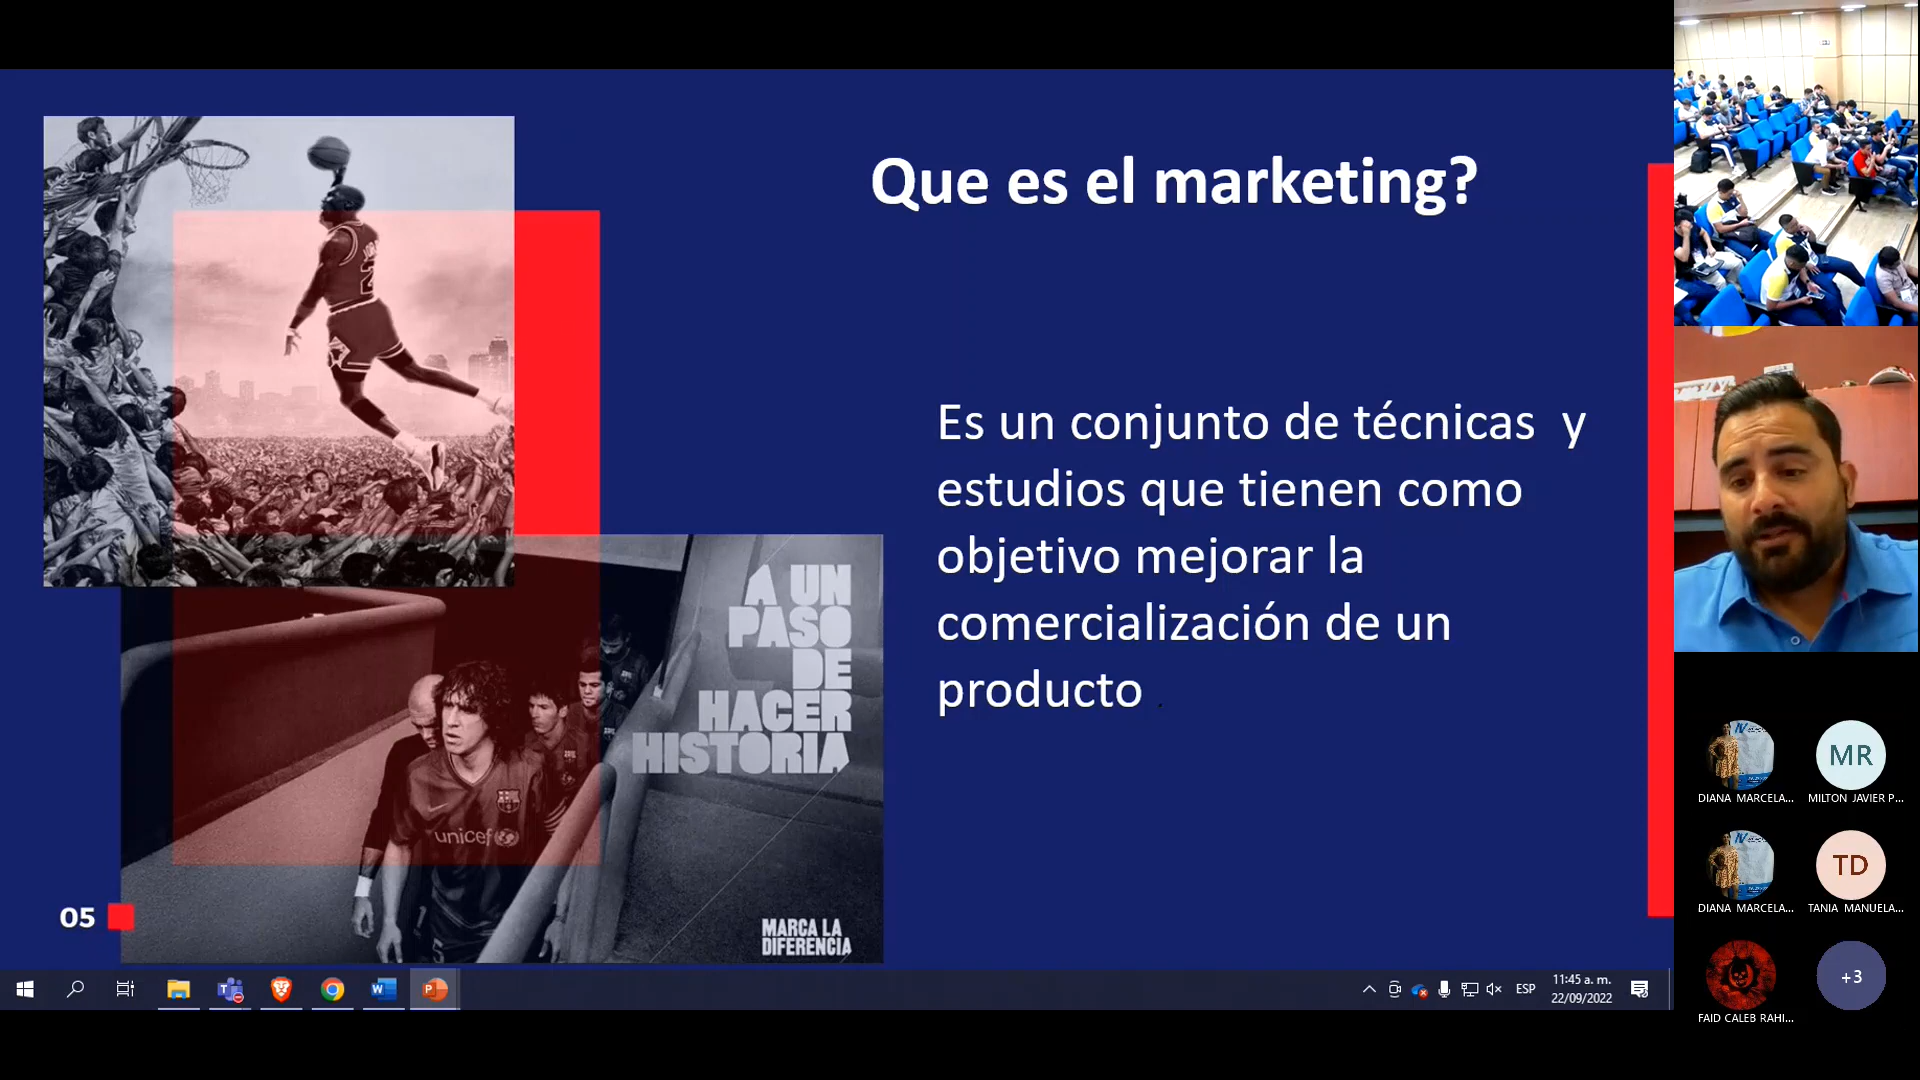 Que es el marketing?
Es un conjunto de técnicas y
estudios que tienen como
objetivo mejorar la
comercialización de un
producto .
A UN
PASO
DE
HACER
HISTORIA
unicef
MARCA LA
DIFERENCIA
05
ESP
11:45 a. m.
22/09/2022
DIANA MARCELA...
MR
MILTON JAVIER P...
DIANA MARCELA...
TD
TANIA MANUELA...
FAID CALEB RAHI...
+3